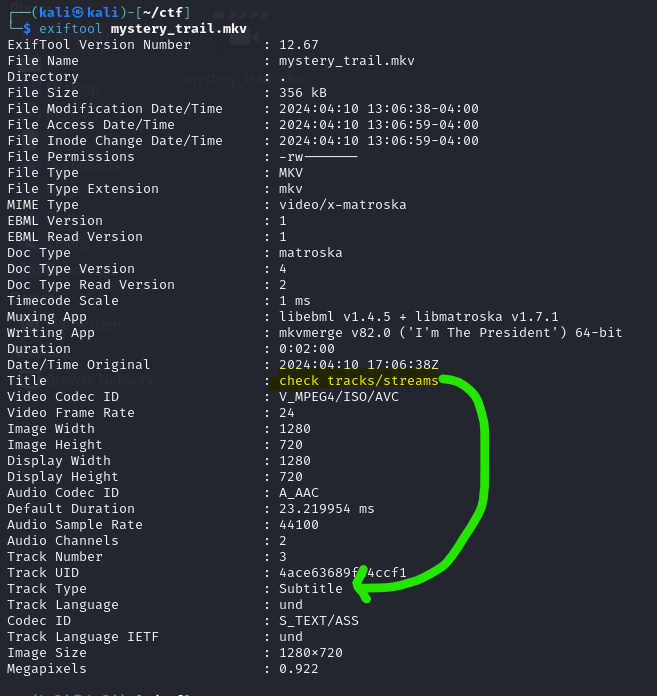 ┌──(kali㉿kali)-[~/ctf]
└─$ exiftool mystery_trail.mkv
ExifTool Version Number         : 12.67
File Name                       : mystery_trail.mkv
Directory                       : .
File Size                       : 356 kB
File Modification Date/Time     : 2024:04:10 13:06:38-04:00
File Access Date/Time           : 2024:04:10 13:06:59-04:00
File Inode Change Date/Time     : 2024:04:10 13:06:59-04:00
File Permissions                : -rw-------
File Type                       : MKV
File Type Extension             : mkv
MIME Type                       : video/x-matroska
EBML Version                    : 1
EBML Read Version               : 1
Doc Type                        : matroska
Doc Type Version                : 4
Doc Type Read Version           : 2
Timecode Scale                  : 1 ms
Muxing App                      : libebml v1.4.5 + libmatroska v1.7.1
Writing App                     : mkvmerge v82.0 ('I'm The President') 64-bit
Duration                        : 0:02:00
Date/Time Original              : 2024:04:10 17:06:38Z
Title                           : check tracks/streams
Video Codec ID                  : V_MPEG4/ISO/AVC
Video Frame Rate                : 24
Image Width                     : 1280
Image Height                    : 720
Display Width                   : 1280
Display Height                  : 720
Audio Codec ID                  : A_AAC
Default Duration                : 23.219954 ms
Audio Sample Rate               : 44100
Audio Channels                  : 2
Track Number                    : 3
Track UID                       :
Track Type                      : Subtitle
Track Language                  : und
Codec ID                        : S_TEXT/ASS
Track Language IETF             : und
Image Size                      : 1280×720
Megapixels                      : 0.922